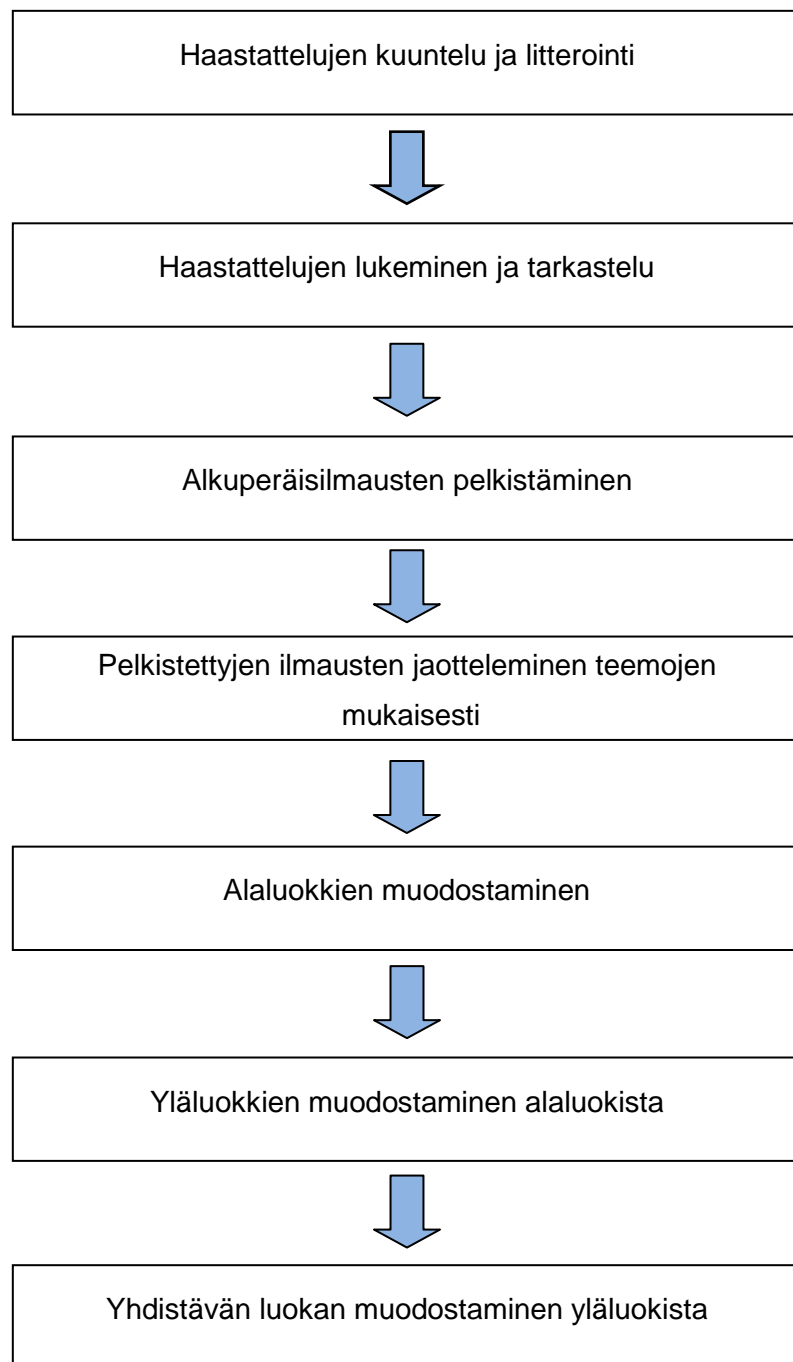 Haastattelujen kuuntelu ja litterointi
Haastattelujen lukeminen ja tarkastelu
Alkuperäisilmausten pelkistäminen
Pelkistettyjen ilmausten jaotteleminen teemojen
mukaisesti
Alaluokkien muodostaminen
Yläluokkien muodostaminen alaluokista
Yhdistävän luokan muodostaminen yläluokista